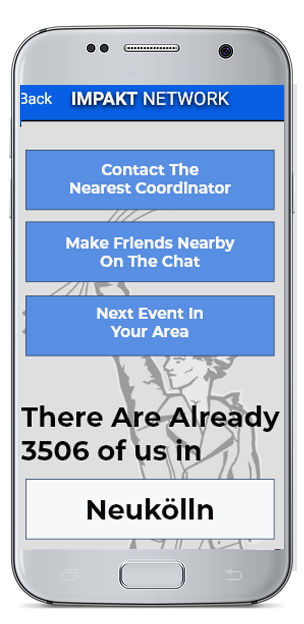 Back IMPAKT NETWORK
Contact The
Nearest Coordinator
Make Friends Nearby
On The Chat
Next Event In
Your Area
There Are Already
3506 of us in
Neukölln